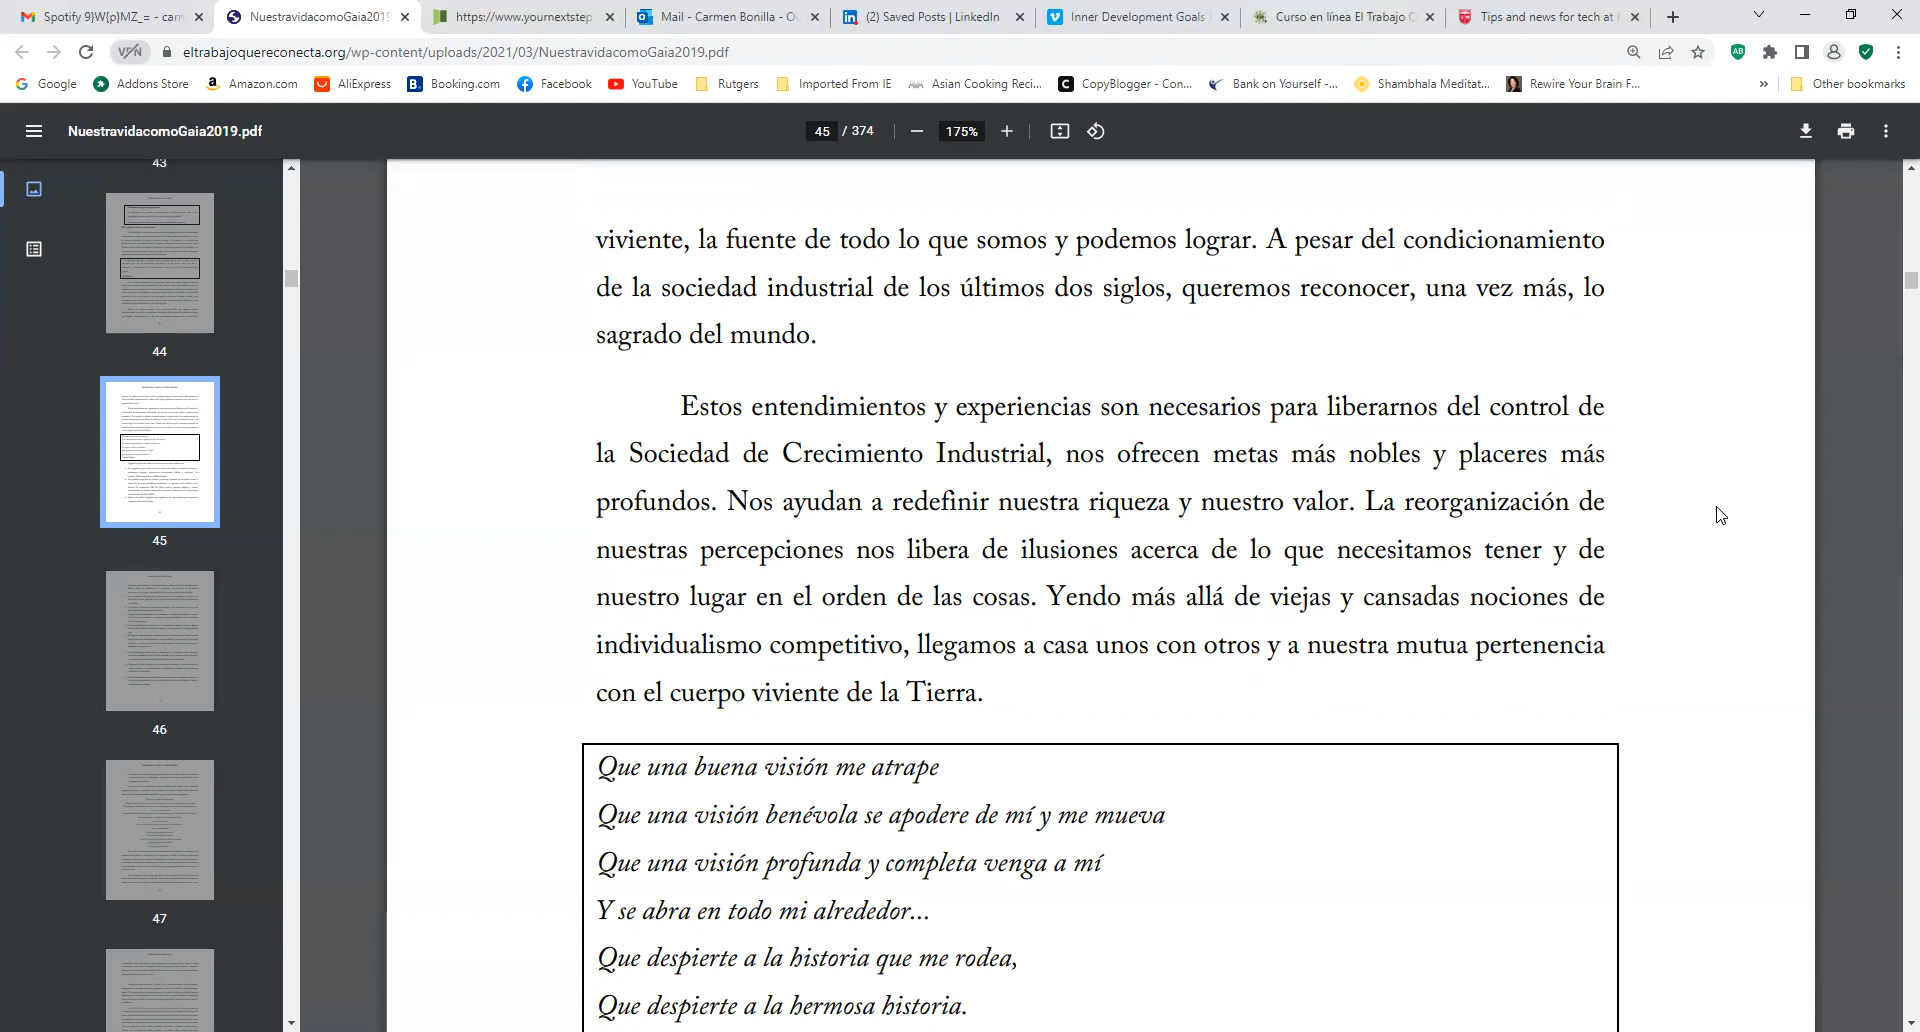 Spotify 9}W{p}MZ_= - can
NuestravidacomoGaia2019
https://www.yournextstep
Mail - Carmen Bonilla - O
(2) Saved Posts | LinkedIn
Inner Development Goals
Curso en línea El Trabajo
Tips and news for tech at
VPN
eltrabajoquereconecta.org/wp-content/uploads/2021/03/NuestravidacomoGaia2019.pdf
Google
Addons Store
Amazon.com
AliExpress
Booking.com
Facebook
YouTube
Rutgers
Imported From IE
Asian Cooking Reci...
CopyBlogger - Con...
Bank on Yourself -...
Shambhala Meditat...
Rewire Your Brain F...
»
Other bookmarks
NuestravidacomoGaia2019.pdf
45 / 374
175%
43
44
45
46
47
viviente, la fuente de todo lo que somos y podemos lograr. A pesar del condicionamiento
de la sociedad industrial de los últimos dos siglos, queremos reconocer, una vez más, lo
sagrado del mundo.
Estos entendimientos y experiencias son necesarios para liberarnos del control de
la Sociedad de Crecimiento Industrial, nos ofrecen metas más nobles y placeres más
profundos. Nos ayudan a redefinir nuestra riqueza y nuestro valor. La reorganización de
nuestras percepciones nos libera de ilusiones acerca de lo que necesitamos tener y de
nuestro lugar en el orden de las cosas. Yendo más allá de viejas y cansadas nociones de
individualismo competitivo, llegamos a casa unos con otros y a nuestra mutua pertenencia
con el cuerpo viviente de la Tierra.
Que una buena visión me atrape
Que una visión benévola se apodere de mí y me mueva
Que una visión profunda y completa venga a mí
Y se abra en todo mi alrededor...
Que despierte a la historia que me rodea,
Que despierte a la hermosa historia.